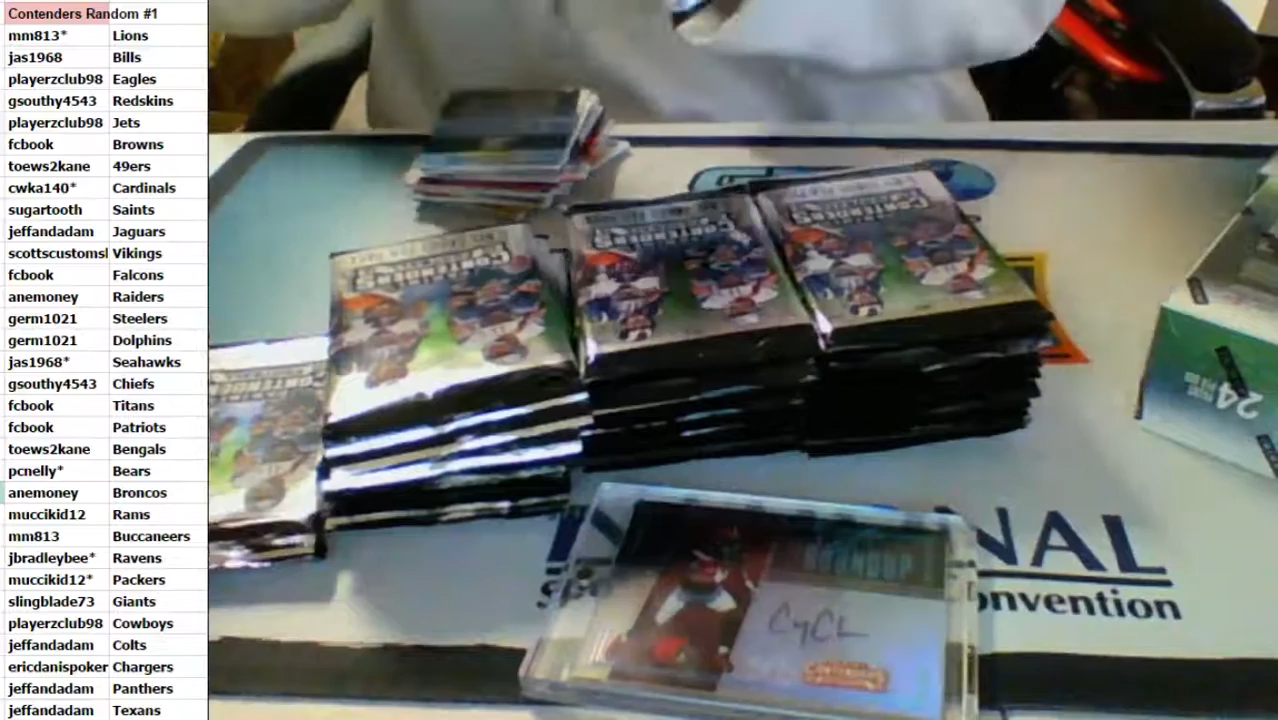 Contenders Random #1
mm813* Lions
jas1968 Bills
playerzclub98 Eagles
gsouthy4543 Redskins
playerzclub98 Jets
fcbook Browns
toews2kane 49ers
cwka140* Cardinals
sugartooth Saints
jeffandadam Jaguars
scottscustomsl Vikings
fcbook Falcons
anemoney Raiders
germ1021 Steelers
germ1021 Dolphins
jas1968* Seahawks
gsouthy4543 Chiefs
fcbook Titans
fcbook Patriots
toews2kane Bengals
pcnelly* Bears
anemoney Broncos
muccikid12 Rams
mm813 Buccaneers
jbradleybee* Ravens
muccikid12* Packers
slingblade73 Giants
playerzclub98 Cowboys
jeffandadam Colts
ericdanispoker Chargers
jeffandadam Panthers
jeffandadam Texans
CONTENDERS
CONTENDERS
CONTENDERS
24
NAL
onvention
ROUNDUP
CONTENDERS